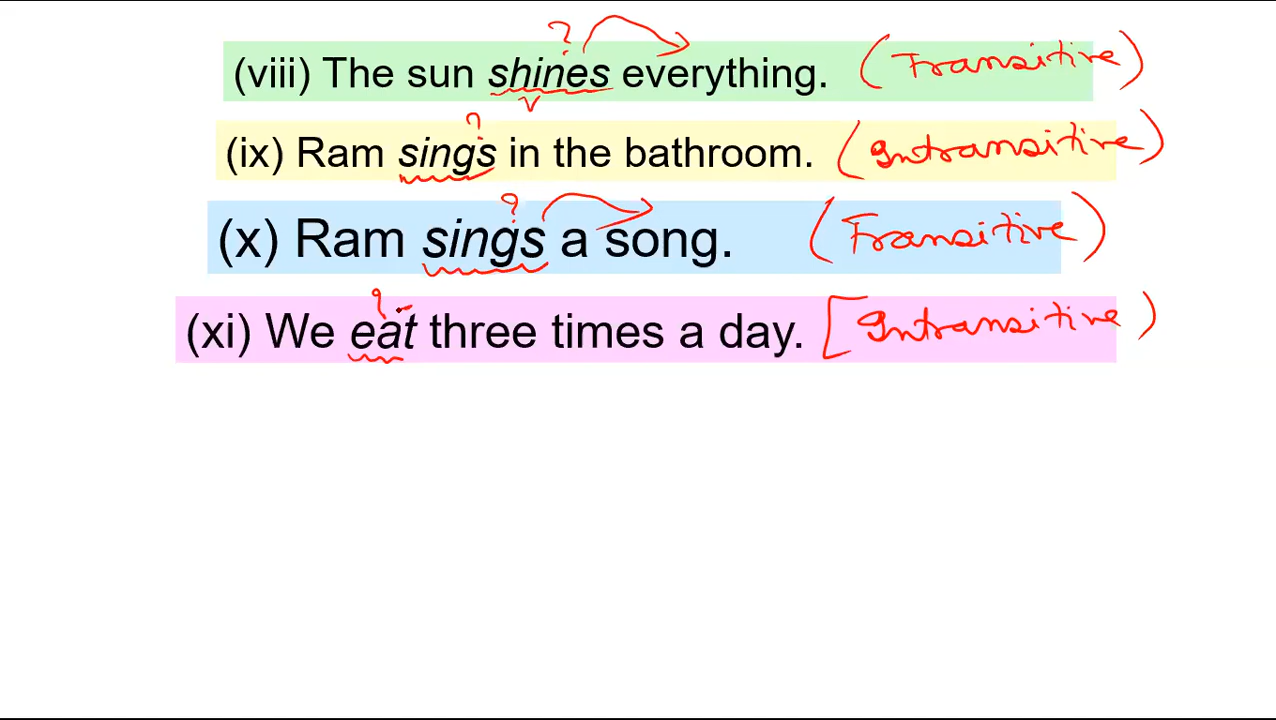 (viii) The sun shines everything. (Transitive)
(ix) Ram sings in the bathroom. (Intransitive)
(x) Ram sings a song. (Transitive)
(xi) We eat three times a day. [Intransitive)